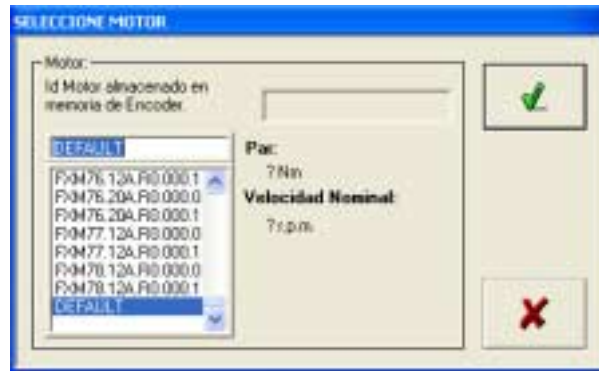 SELECCIONE MOTOR
Motor:
Id Motor almacenado en
memoria de Encoder.
DEFAULT
FXM76.12A.R0.000.1
FXM76.20A.R0.000.0
FXM76.20A.R0.000.1
FXM77.12A.R0.000.0
FXM77.12A.R0.000.1
FXM78.12A.R0.000.0
FXM78.12A.R0.000.1
DEFAULT
Par:
? Nm
Velocidad Nominal:
? r.p.m.